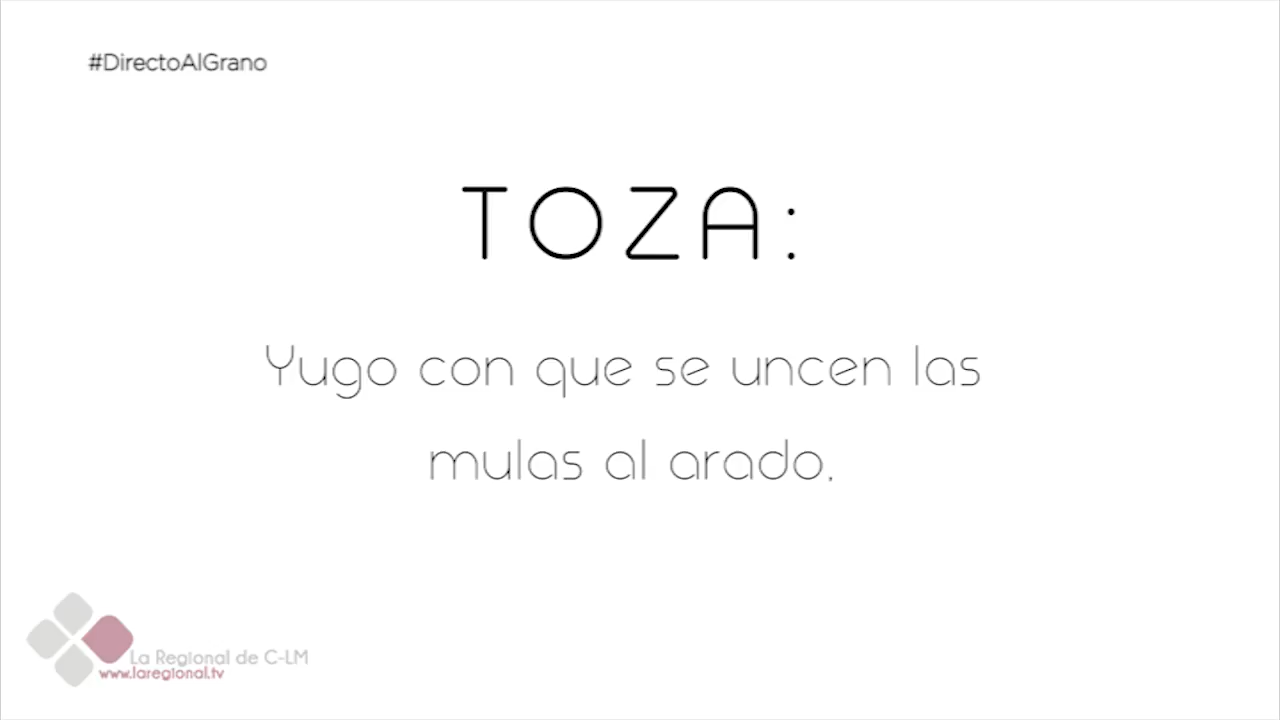 #DirectoAlGrano
TOZA:
Yugo con que se uncen las
mulas al arado.
La Regional de C-LM
www.laregional.tv